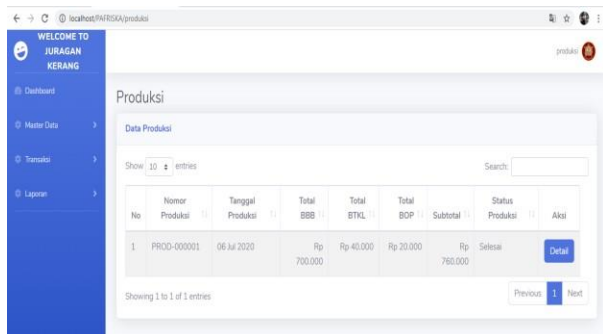 localhost/PAFRISKA/produksi
WELCOME TO
JURAGAN
KERANG
produksi
Dashboard
Master Data
Transaksi
Laporan
Produksi
Data Produksi
Show 10 entries
Search:
No Nomor Produksi Tanggal Produksi Total BBB Total BTKL Total BOP Subtotal Status Produksi Aksi
1 PROD-000001 06 Jul 2020 Rp 700.000 Rp 40.000 Rp 20.000 Rp 760.000 Selesai Detail
Showing 1 to 1 of 1 entries
Previous 1 Next